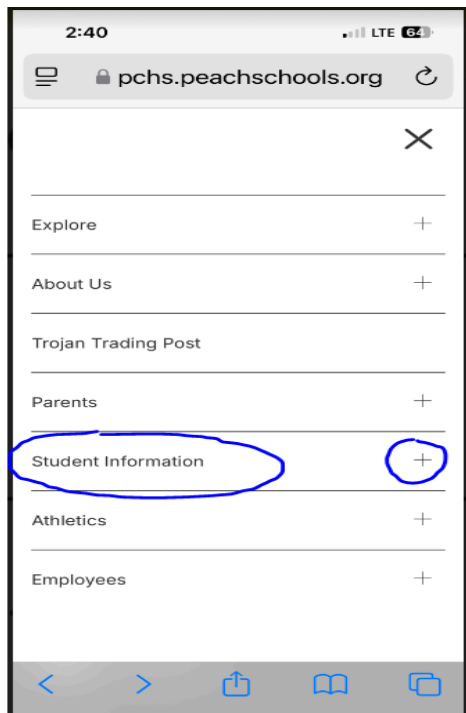 2:40 LTE 64
pchs.peachschools.org
Explore
About Us
Trojan Trading Post
Parents
Student Information
Athletics
Employees